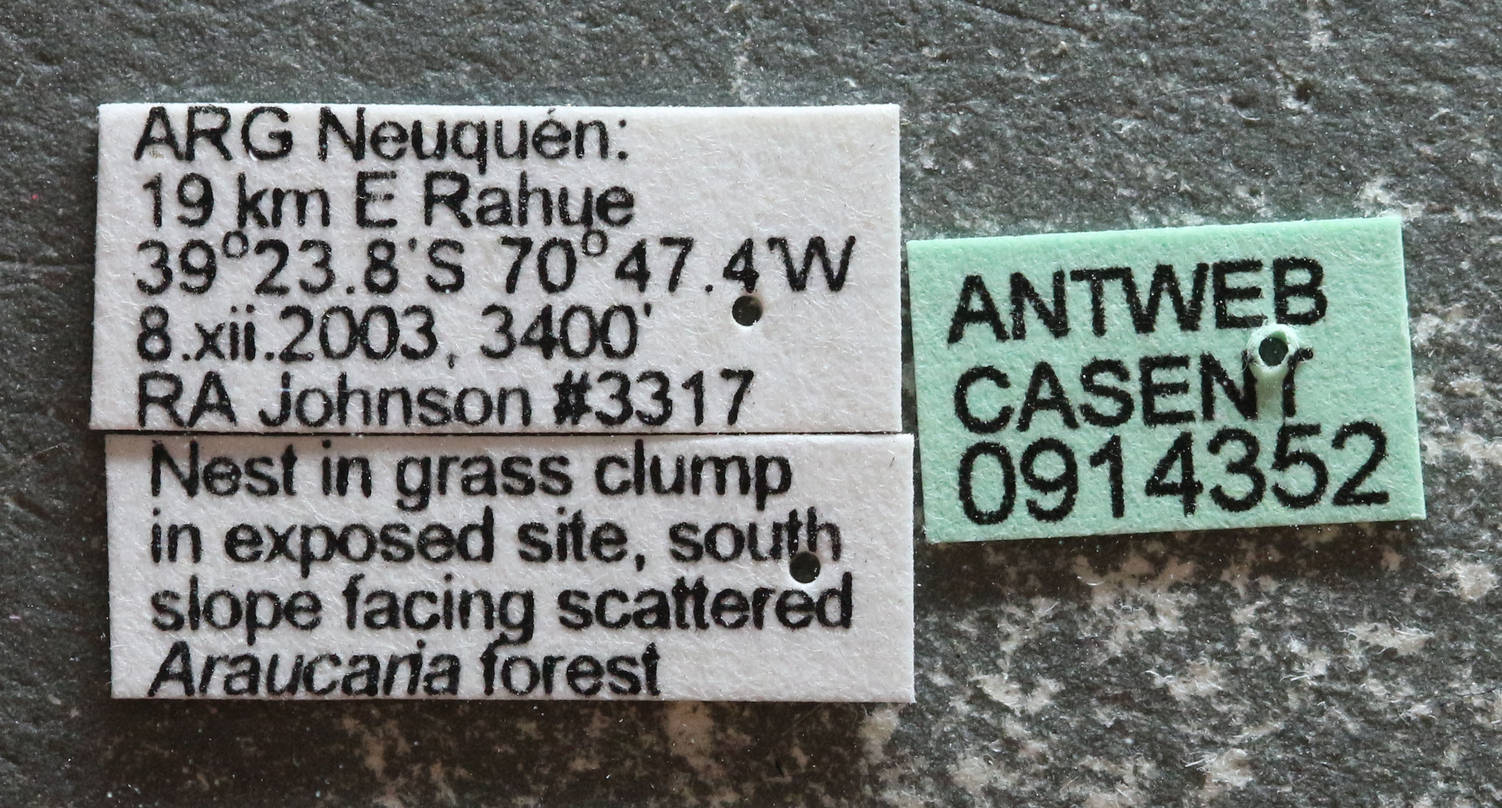 ARG Neuquén:
19 km E Rahue
39°23.8'S 70°47.4'W
8.xii.2003, 3400'
RA Johnson #3317
Nest in grass clump
in exposed site, south
slope facing scattered
Araucaria forest
ANTWEB
CASENT
0914352